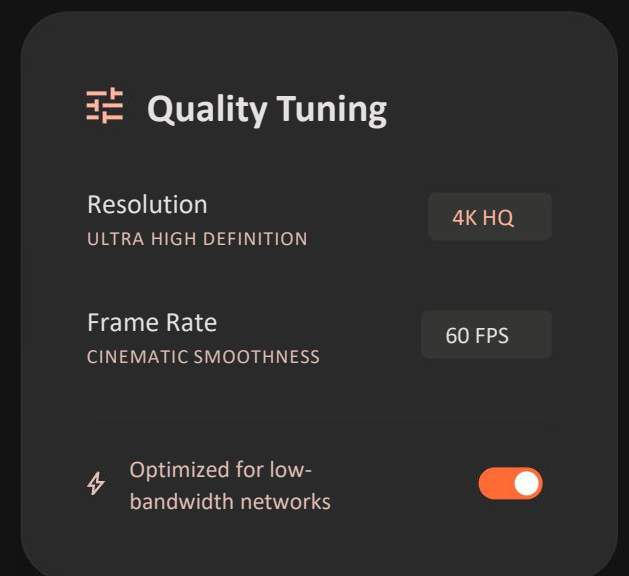 Quality Tuning
Resolution
ULTRA HIGH DEFINITION
4K HQ
Frame Rate
CINEMATIC SMOOTHNESS
60 FPS
Optimized for low-
bandwidth networks